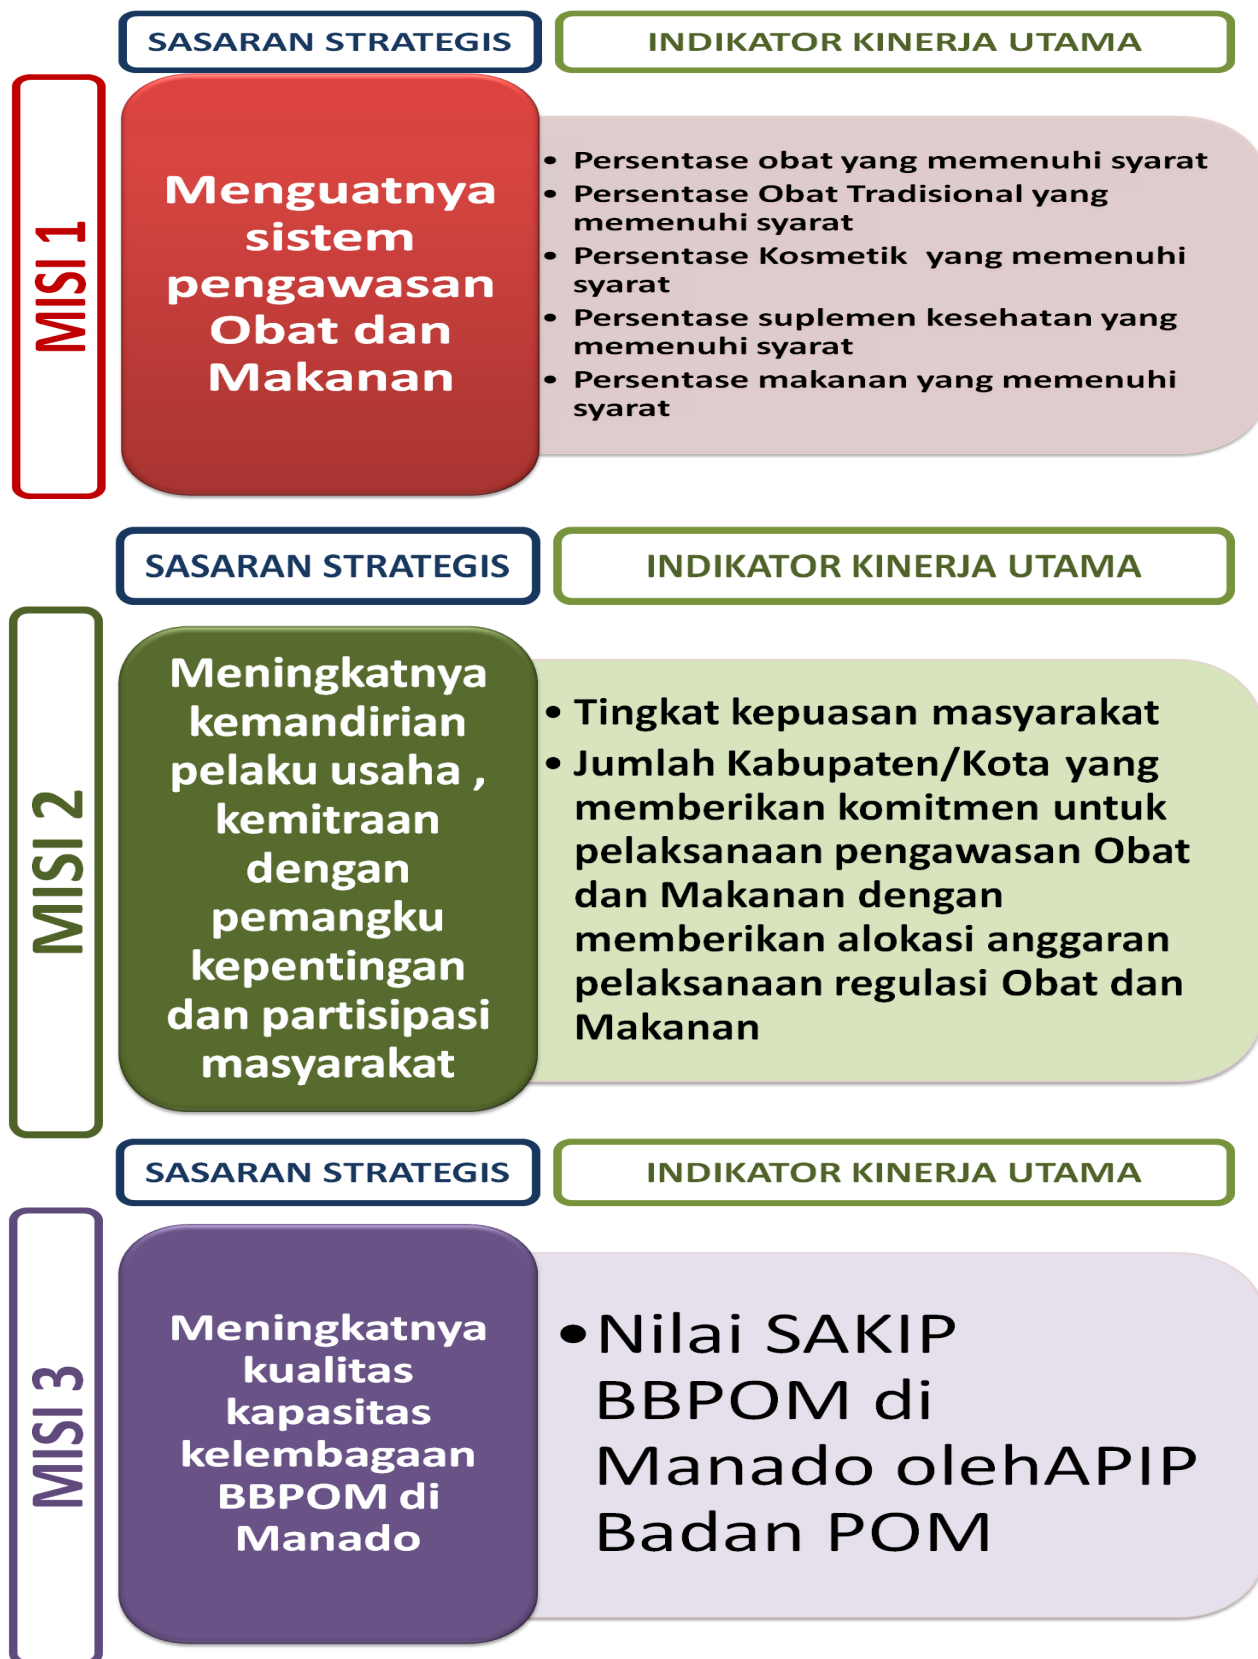 SASARAN STRATEGIS
INDIKATOR KINERJA UTAMA
MISI 1
Menguatnya
sistem
pengawasan
Obat dan
Makanan
• Persentase obat yang memenuhi syarat
• Persentase Obat Tradisional yang
memenuhi syarat
• Persentase Kosmetik yang memenuhi
syarat
• Persentase suplemen kesehatan yang
memenuhi syarat
• Persentase makanan yang memenuhi
syarat
SASARAN STRATEGIS
INDIKATOR KINERJA UTAMA
MISI 2
Meningkatnya
kemandirian
pelaku usaha ,
kemitraan
dengan
pemangku
kepentingan
dan partisipasi
masyarakat
• Tingkat kepuasan masyarakat
• Jumlah Kabupaten/Kota yang
memberikan komitmen untuk
pelaksanaan pengawasan Obat
dan Makanan dengan
memberikan alokasi anggaran
pelaksanaan regulasi Obat dan
Makanan
SASARAN STRATEGIS
INDIKATOR KINERJA UTAMA
MISI 3
Meningkatnya
kualitas
kapasitas
kelembagaan
BBPOM di
Manado
• Nilai SAKIP
BBPOM di
Manado olehAPIP
Badan POM